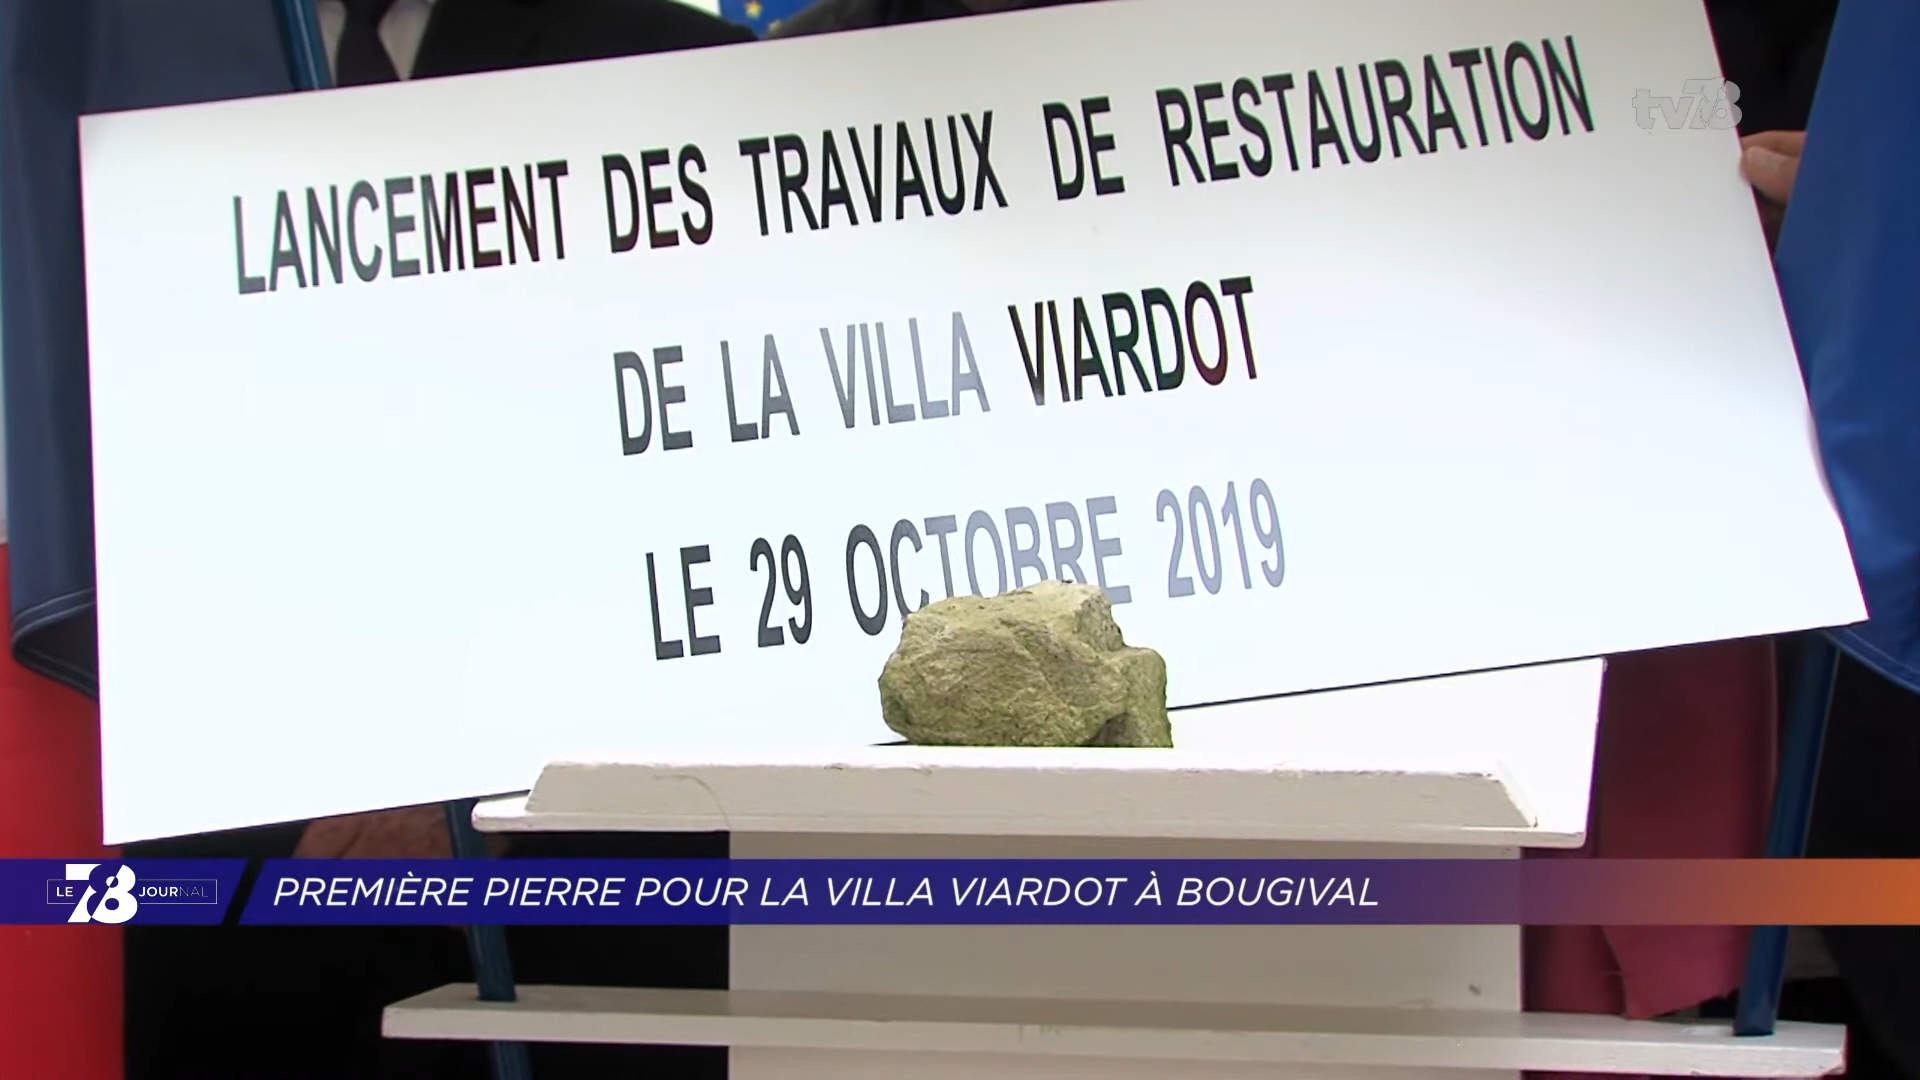 tv78
LANCEMENT DES TRAVAUX DE RESTAURATION
DE LA VILLA VIARDOT
LE 29 OCTOBRE 2019
LE 78 JOURNAL
PREMIÈRE PIERRE POUR LA VILLA VIARDOT À BOUGIVAL